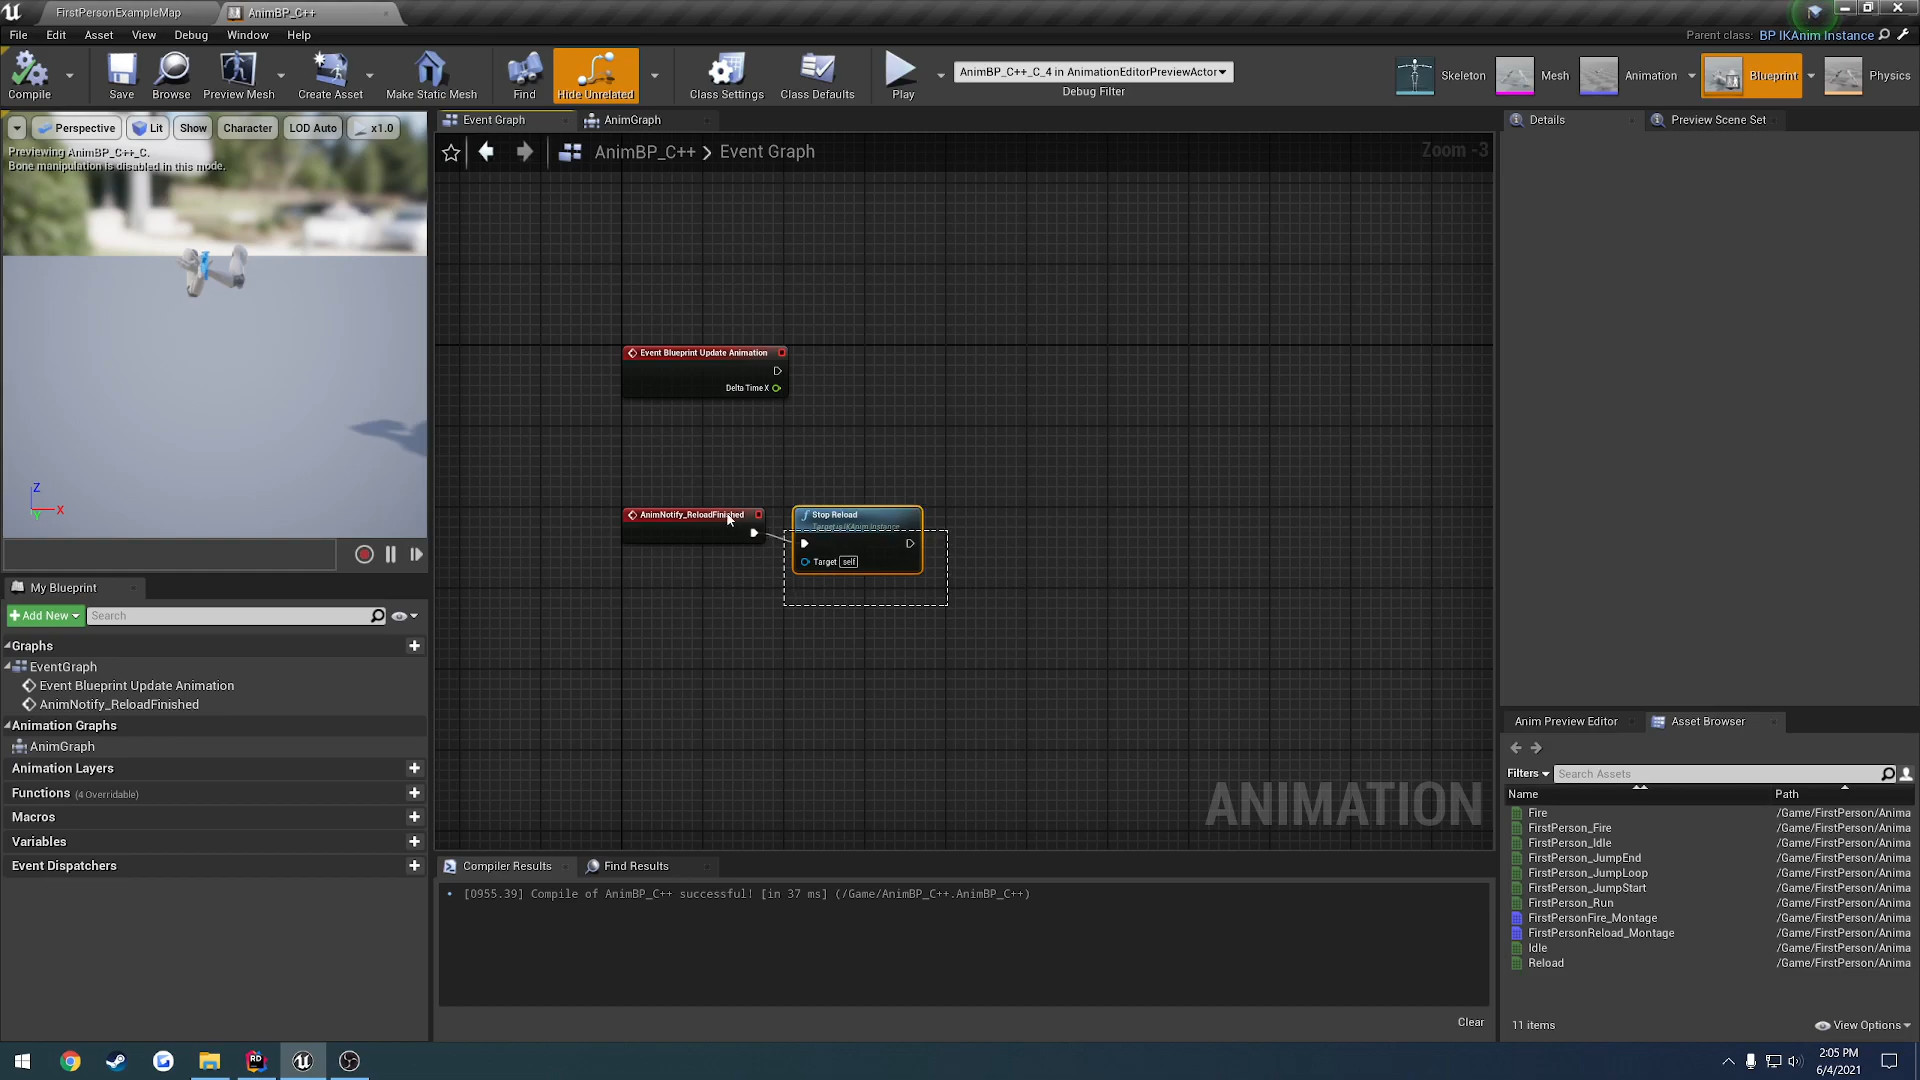 FirstPersonExampleMap
AnimBP_C++
File Edit Asset View Debug Window Help
Parent class: BP IKAnim Instance
Compile
Save
Browse
Preview Mesh
Create Asset
Make Static Mesh
Find
Hide Unrelated
Class Settings
Class Defaults
Play
AnimBP_C++_C_4 in AnimationEditorPreviewActor
Debug Filter
Skeleton
Mesh
Animation
Blueprint
Physics
Perspective
Lit
Show
Character
LOD Auto
x1.0
Previewing AnimBP_C++_C.
Bone manipulation is disabled in this mode.
Z
X
Y
Event Graph
AnimGraph
AnimBP_C++ > Event Graph
Zoom -3
Event Blueprint Update Animation
Delta Time X
AnimNotify_ReloadFinished
Stop Reload
Target is IKAnim Instance
Target self
ANIMATION
My Blueprint
Add New
Search
Graphs
EventGraph
Event Blueprint Update Animation
AnimNotify_ReloadFinished
Animation Graphs
AnimGraph
Animation Layers
Functions (4 Overridable)
Macros
Variables
Event Dispatchers
Compiler Results
Find Results
[0955.39] Compile of AnimBP_C++ successful! [in 37 ms] (/Game/AnimBP_C++.AnimBP_C++)
Clear
Details
Preview Scene Set
Anim Preview Editor
Asset Browser
Filters
Search Assets
Name Path
Fire /Game/FirstPerson/Anima
FirstPerson_Fire /Game/FirstPerson/Anima
FirstPerson_Idle /Game/FirstPerson/Anima
FirstPerson_JumpEnd /Game/FirstPerson/Anima
FirstPerson_JumpLoop /Game/FirstPerson/Anima
FirstPerson_JumpStart /Game/FirstPerson/Anima
FirstPerson_Run /Game/FirstPerson/Anima
FirstPersonFire_Montage /Game/FirstPerson/Anima
FirstPersonReload_Montage /Game/FirstPerson/Anima
Idle /Game/FirstPerson/Anima
Reload /Game/FirstPerson/Anima
11 items
View Options
RD
2:05 PM
6/4/2021